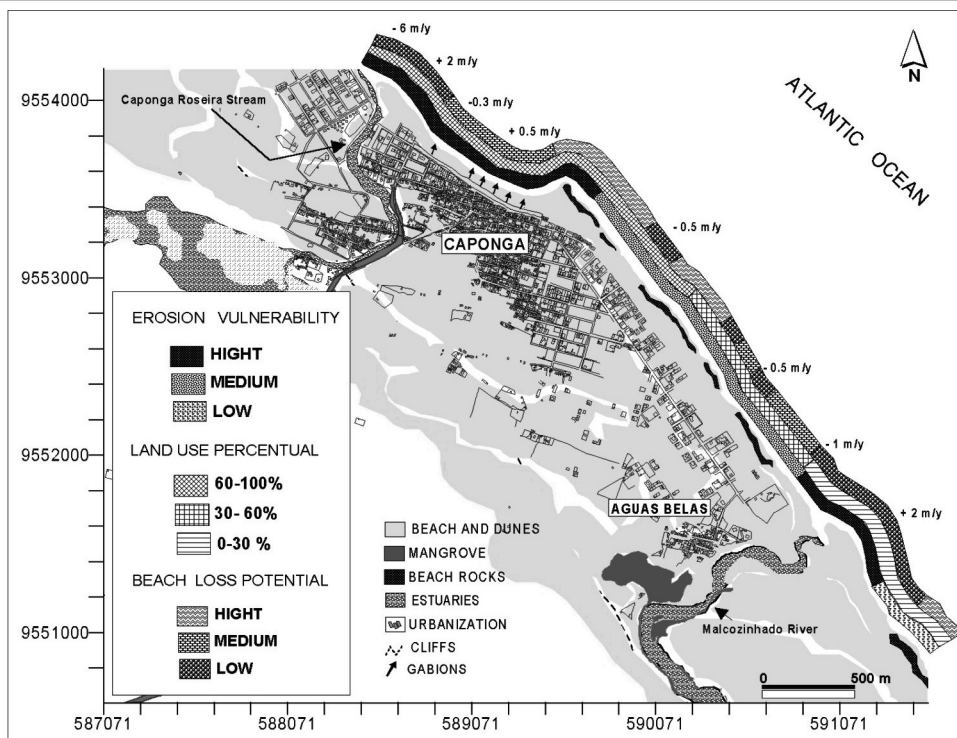 - 6 m/y
+ 2 m/y
-0.3 m/y
+ 0.5 m/y
N
ATLANTIC OCEAN
9554000
Caponga Roseira Stream
CAPONGA
- 0.5 m/y
9553000
EROSION VULNERABILITY
HIGHT
MEDIUM
LOW
LAND USE PERCENTUAL
60-100%
30- 60%
0-30 %
BEACH LOSS POTENTIAL
HIGHT
MEDIUM
LOW
- 0.5 m/y
9552000
- 1 m/y
AGUAS BELAS
+ 2 m/y
BEACH AND DUNES
MANGROVE
BEACH ROCKS
ESTUARIES
URBANIZATION
CLIFFS
GABIONS
9551000
Malcozinhado River
0 500 m
587071 588071 589071 590071 591071